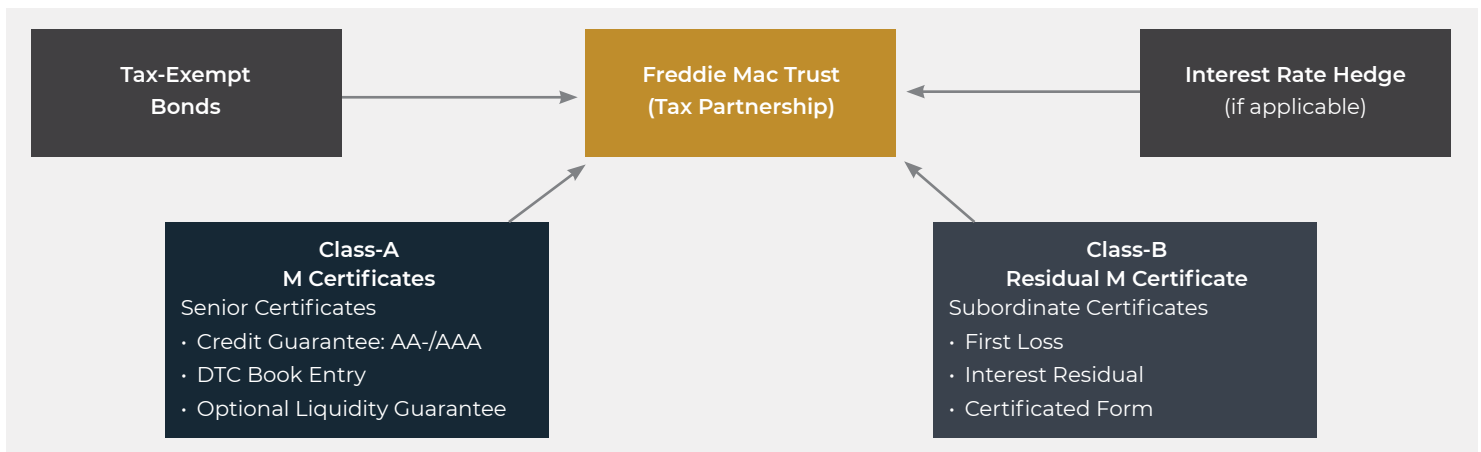 Tax-Exempt
Bonds
Freddie Mac Trust
(Tax Partnership)
Interest Rate Hedge
(if applicable)
Class-A
M Certificates
Senior Certificates
• Credit Guarantee: AA-/AAA
• DTC Book Entry
• Optional Liquidity Guarantee
Class-B
Residual M Certificate
Subordinate Certificates
• First Loss
• Interest Residual
• Certificated Form